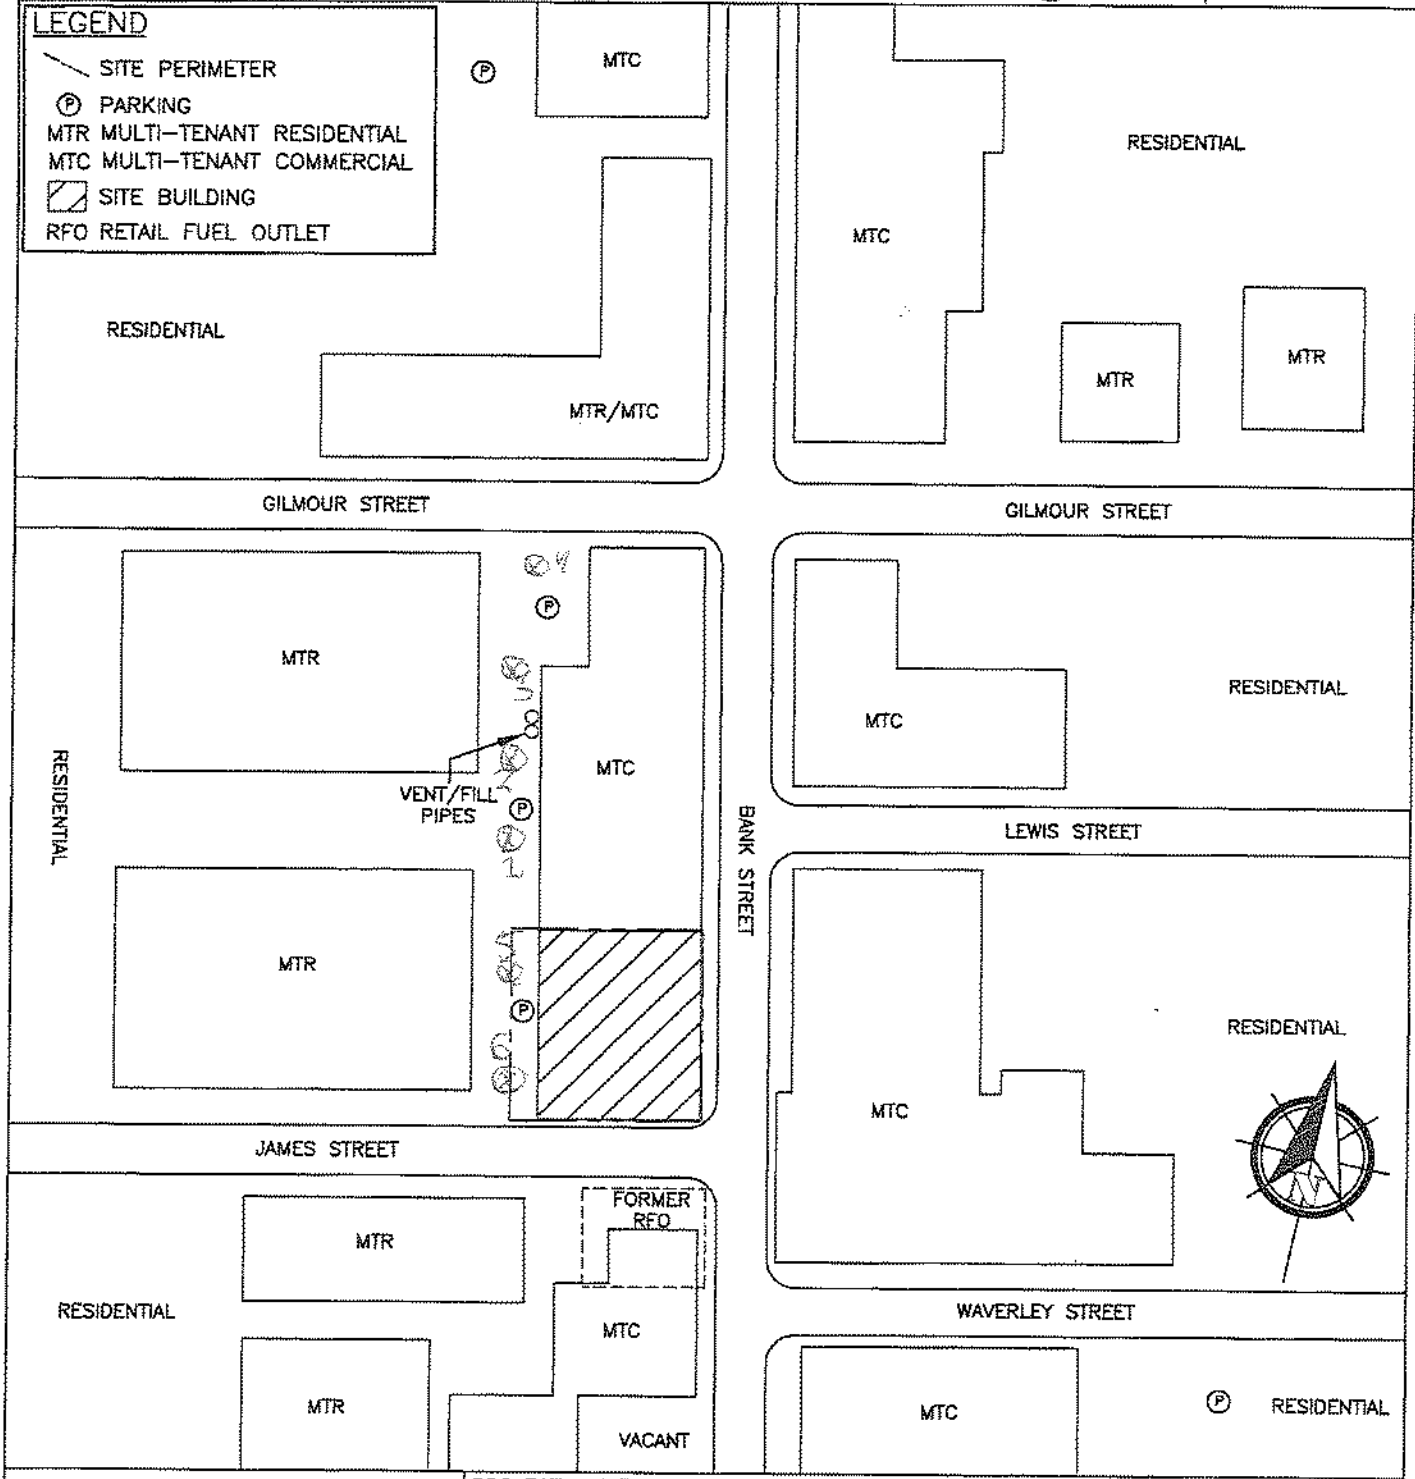 LEGEND
SITE PERIMETER
P PARKING
MTR MULTI-TENANT RESIDENTIAL
MTC MULTI-TENANT COMMERCIAL
SITE BUILDING
RFO RETAIL FUEL OUTLET
P
MTC
RESIDENTIAL
MTC
RESIDENTIAL
MTR
MTR
MTR/MTC
GILMOUR STREET
GILMOUR STREET
4
P
MTR
RESIDENTIAL
MTC
MTC
RESIDENTIAL
VENT/FILL
PIPES
P
BANK STREET
LEWIS STREET
MTR
P
RESIDENTIAL
MTC
N
JAMES STREET
FORMER
RFO
MTR
RESIDENTIAL
MTC
WAVERLEY STREET
MTR
MTC
P
RESIDENTIAL
VACANT